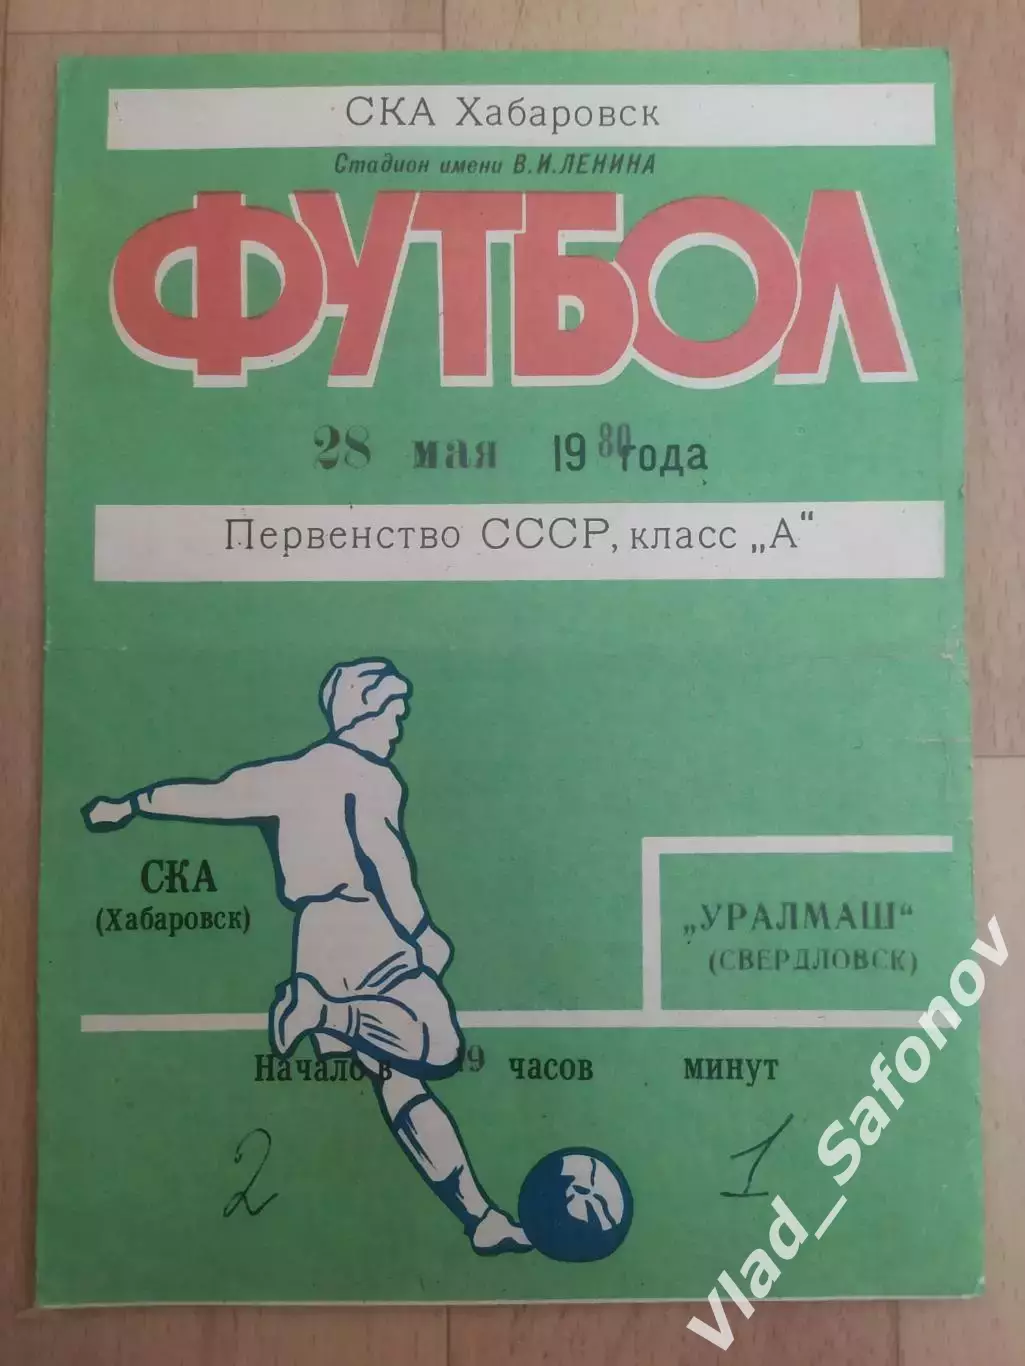 СКА Хабаровск
Стадион имени В.И.ЛЕНИНА
ФУТБОЛ
28 мая 1980 года
Первенство СССР, класс „А“
СКА
(Хабаровск)
„УРАЛМАШ“
(СВЕРДЛОВСК)
Начало в 19 часов минут
2 1
Vlad_Safonov